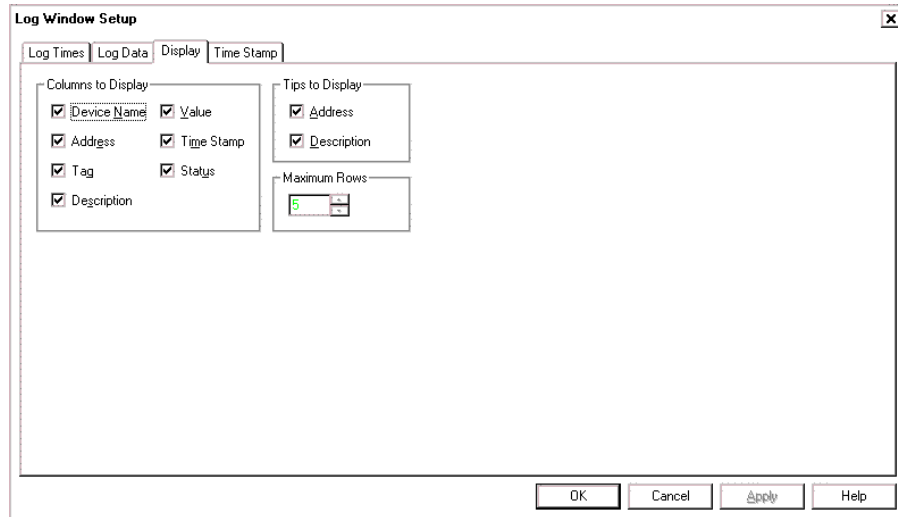 Log Window Setup
Log Times Log Data Display Time Stamp
Columns to Display
Device Name Value
Address Time Stamp
Tag Status
Description
Tips to Display
Address
Description
Maximum Rows
5
OK Cancel Apply Help